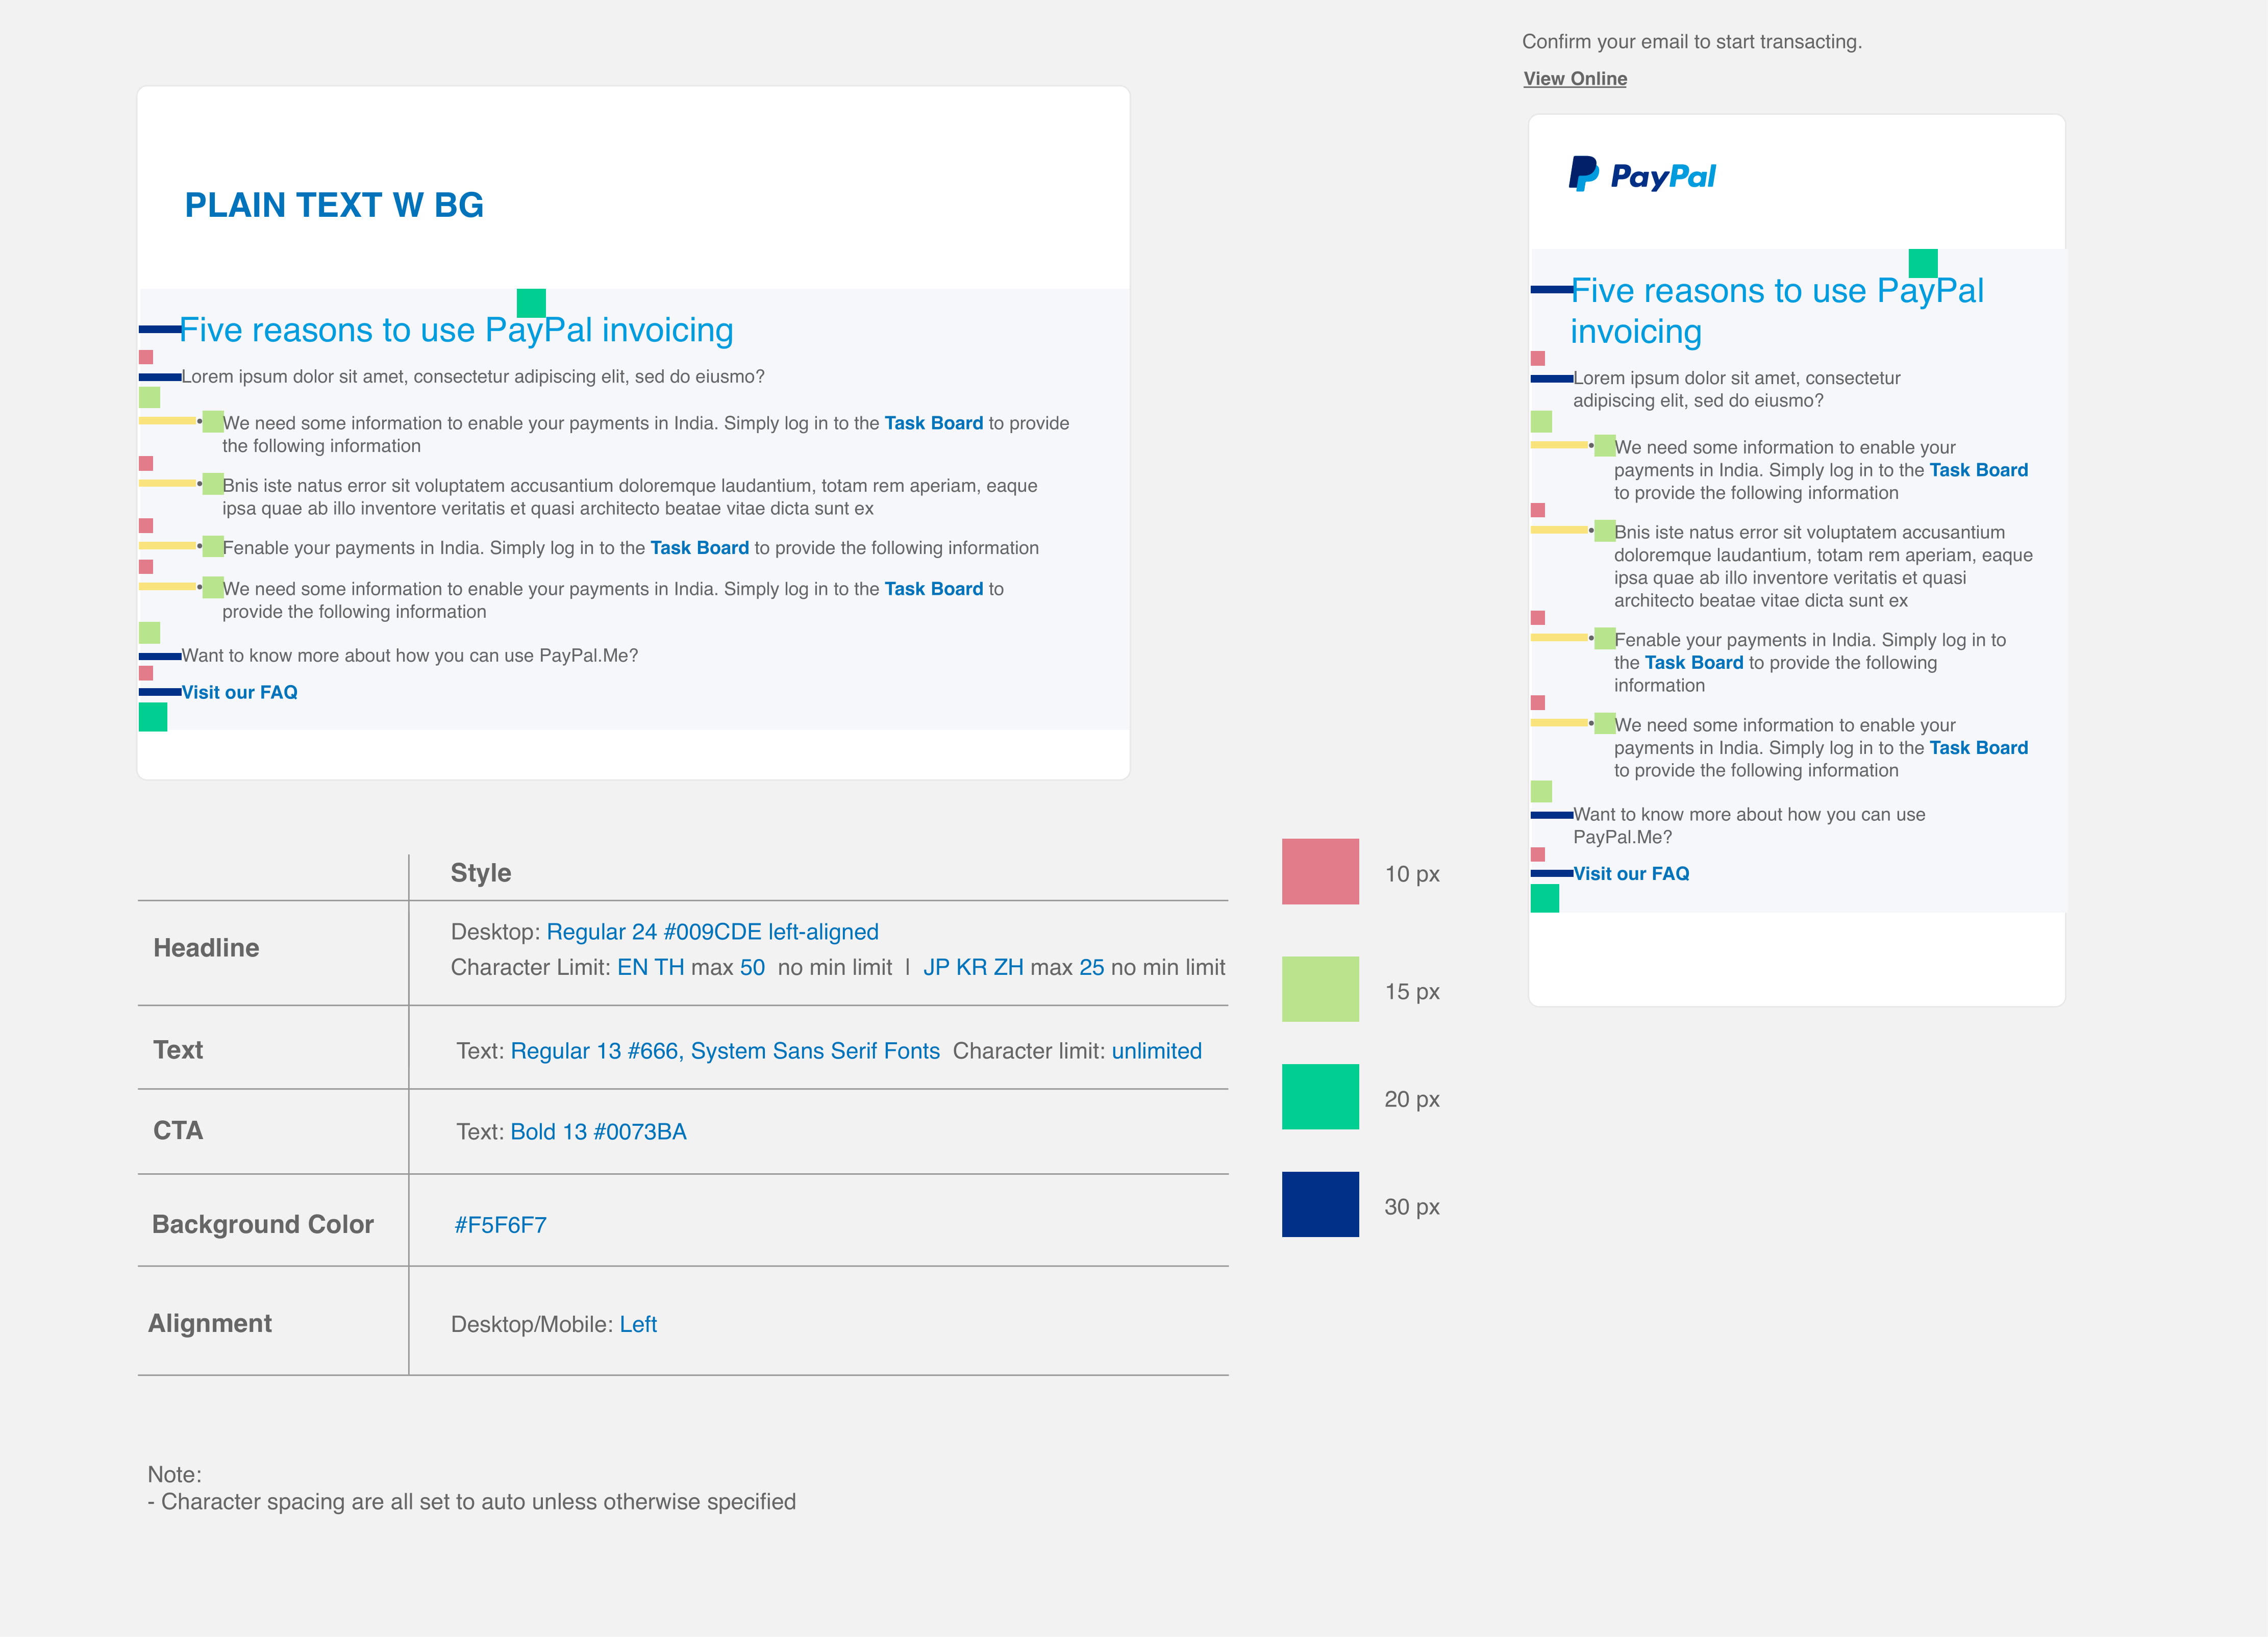 Confirm your email to start transacting.
View Online
PLAIN TEXT W BG
Five reasons to use PayPal invoicing
Lorem ipsum dolor sit amet, consectetur adipiscing elit, sed do eiusmo?
• We need some information to enable your payments in India. Simply log in to the Task Board to provide
the following information
• Bnis iste natus error sit voluptatem accusantium doloremque laudantium, totam rem aperiam, eaque
ipsa quae ab illo inventore veritatis et quasi architecto beatae vitae dicta sunt ex
• Fenable your payments in India. Simply log in to the Task Board to provide the following information
• We need some information to enable your payments in India. Simply log in to the Task Board to
provide the following information
Want to know more about how you can use PayPal.Me?
Visit our FAQ
PayPal
Five reasons to use PayPal
invoicing
Lorem ipsum dolor sit amet, consectetur
adipiscing elit, sed do eiusmo?
• We need some information to enable your
payments in India. Simply log in to the Task Board
to provide the following information
• Bnis iste natus error sit voluptatem accusantium
doloremque laudantium, totam rem aperiam, eaque
ipsa quae ab illo inventore veritatis et quasi
architecto beatae vitae dicta sunt ex
• Fenable your payments in India. Simply log in to
the Task Board to provide the following
information
• We need some information to enable your
payments in India. Simply log in to the Task Board
to provide the following information
Want to know more about how you can use
PayPal.Me?
Visit our FAQ
Style
Headline
Desktop: Regular 24 #009CDE left-aligned
Character Limit: EN TH max 50 no min limit | JP KR ZH max 25 no min limit
Text
Text: Regular 13 #666, System Sans Serif Fonts Character limit: unlimited
CTA
Text: Bold 13 #0073BA
Background Color
#F5F6F7
Alignment
Desktop/Mobile: Left
10 px
15 px
20 px
30 px
Note:
- Character spacing are all set to auto unless otherwise specified